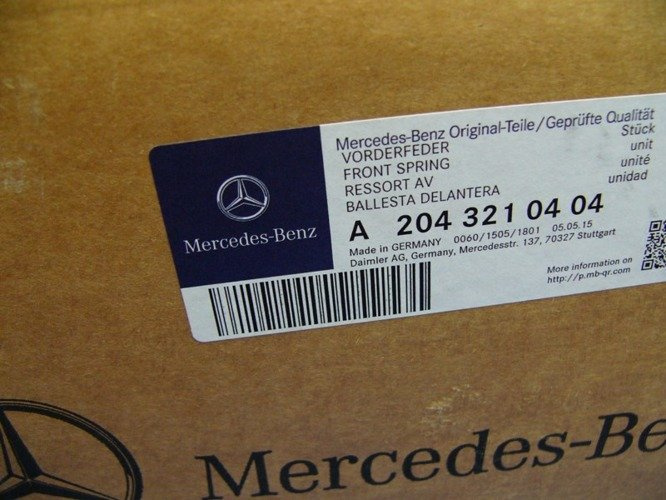 Mercedes-Benz Original-Teile/Geprüfte Qualität
VORDERFEDER Stück
FRONT SPRING unit
RESSORT AV unité
BALLESTA DELANTERA unidad
A 204 321 04 04
Made in GERMANY 0060/1505/1801 05.05.15
Daimler AG, Germany, Mercedesstr. 137, 70327 Stuttgart
More information on
http://p.mb-qr.com
Mercedes-Benz
Mercedes-Be